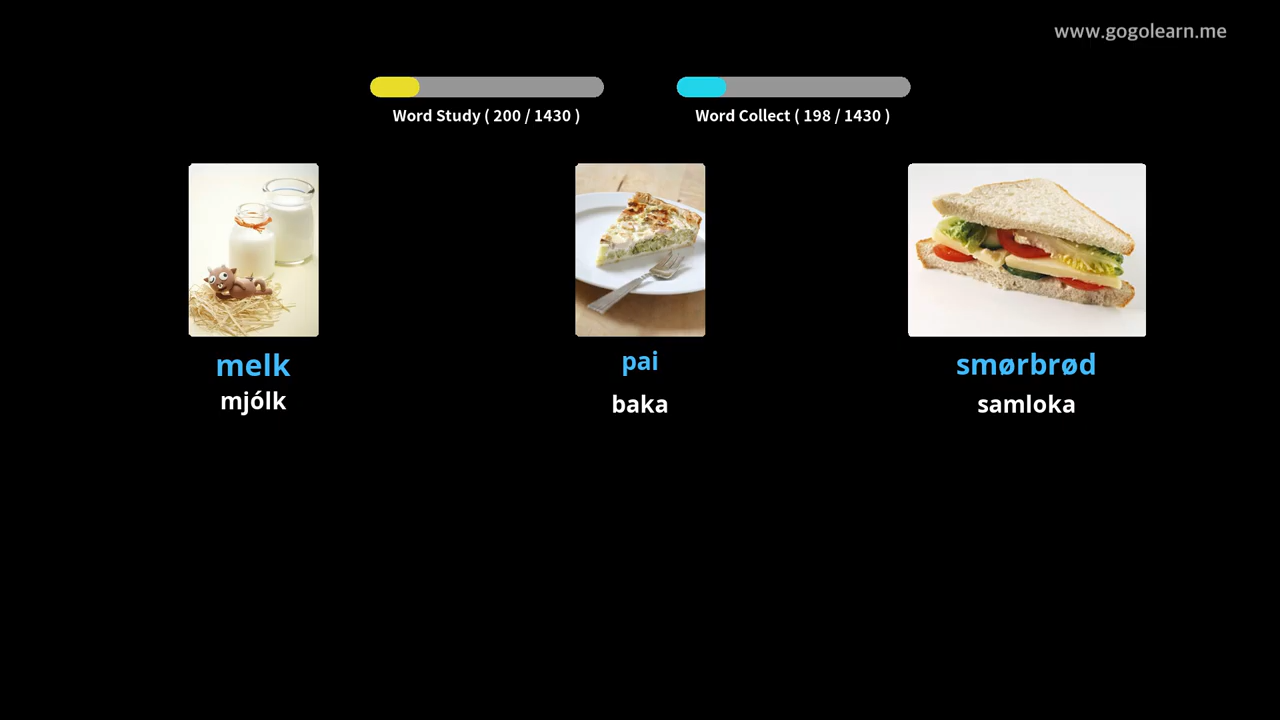 www.gogolearn.me
Word Study ( 200 / 1430 )
Word Collect ( 198 / 1430 )
melk
mjólk
pai
baka
smørbrød
samloka